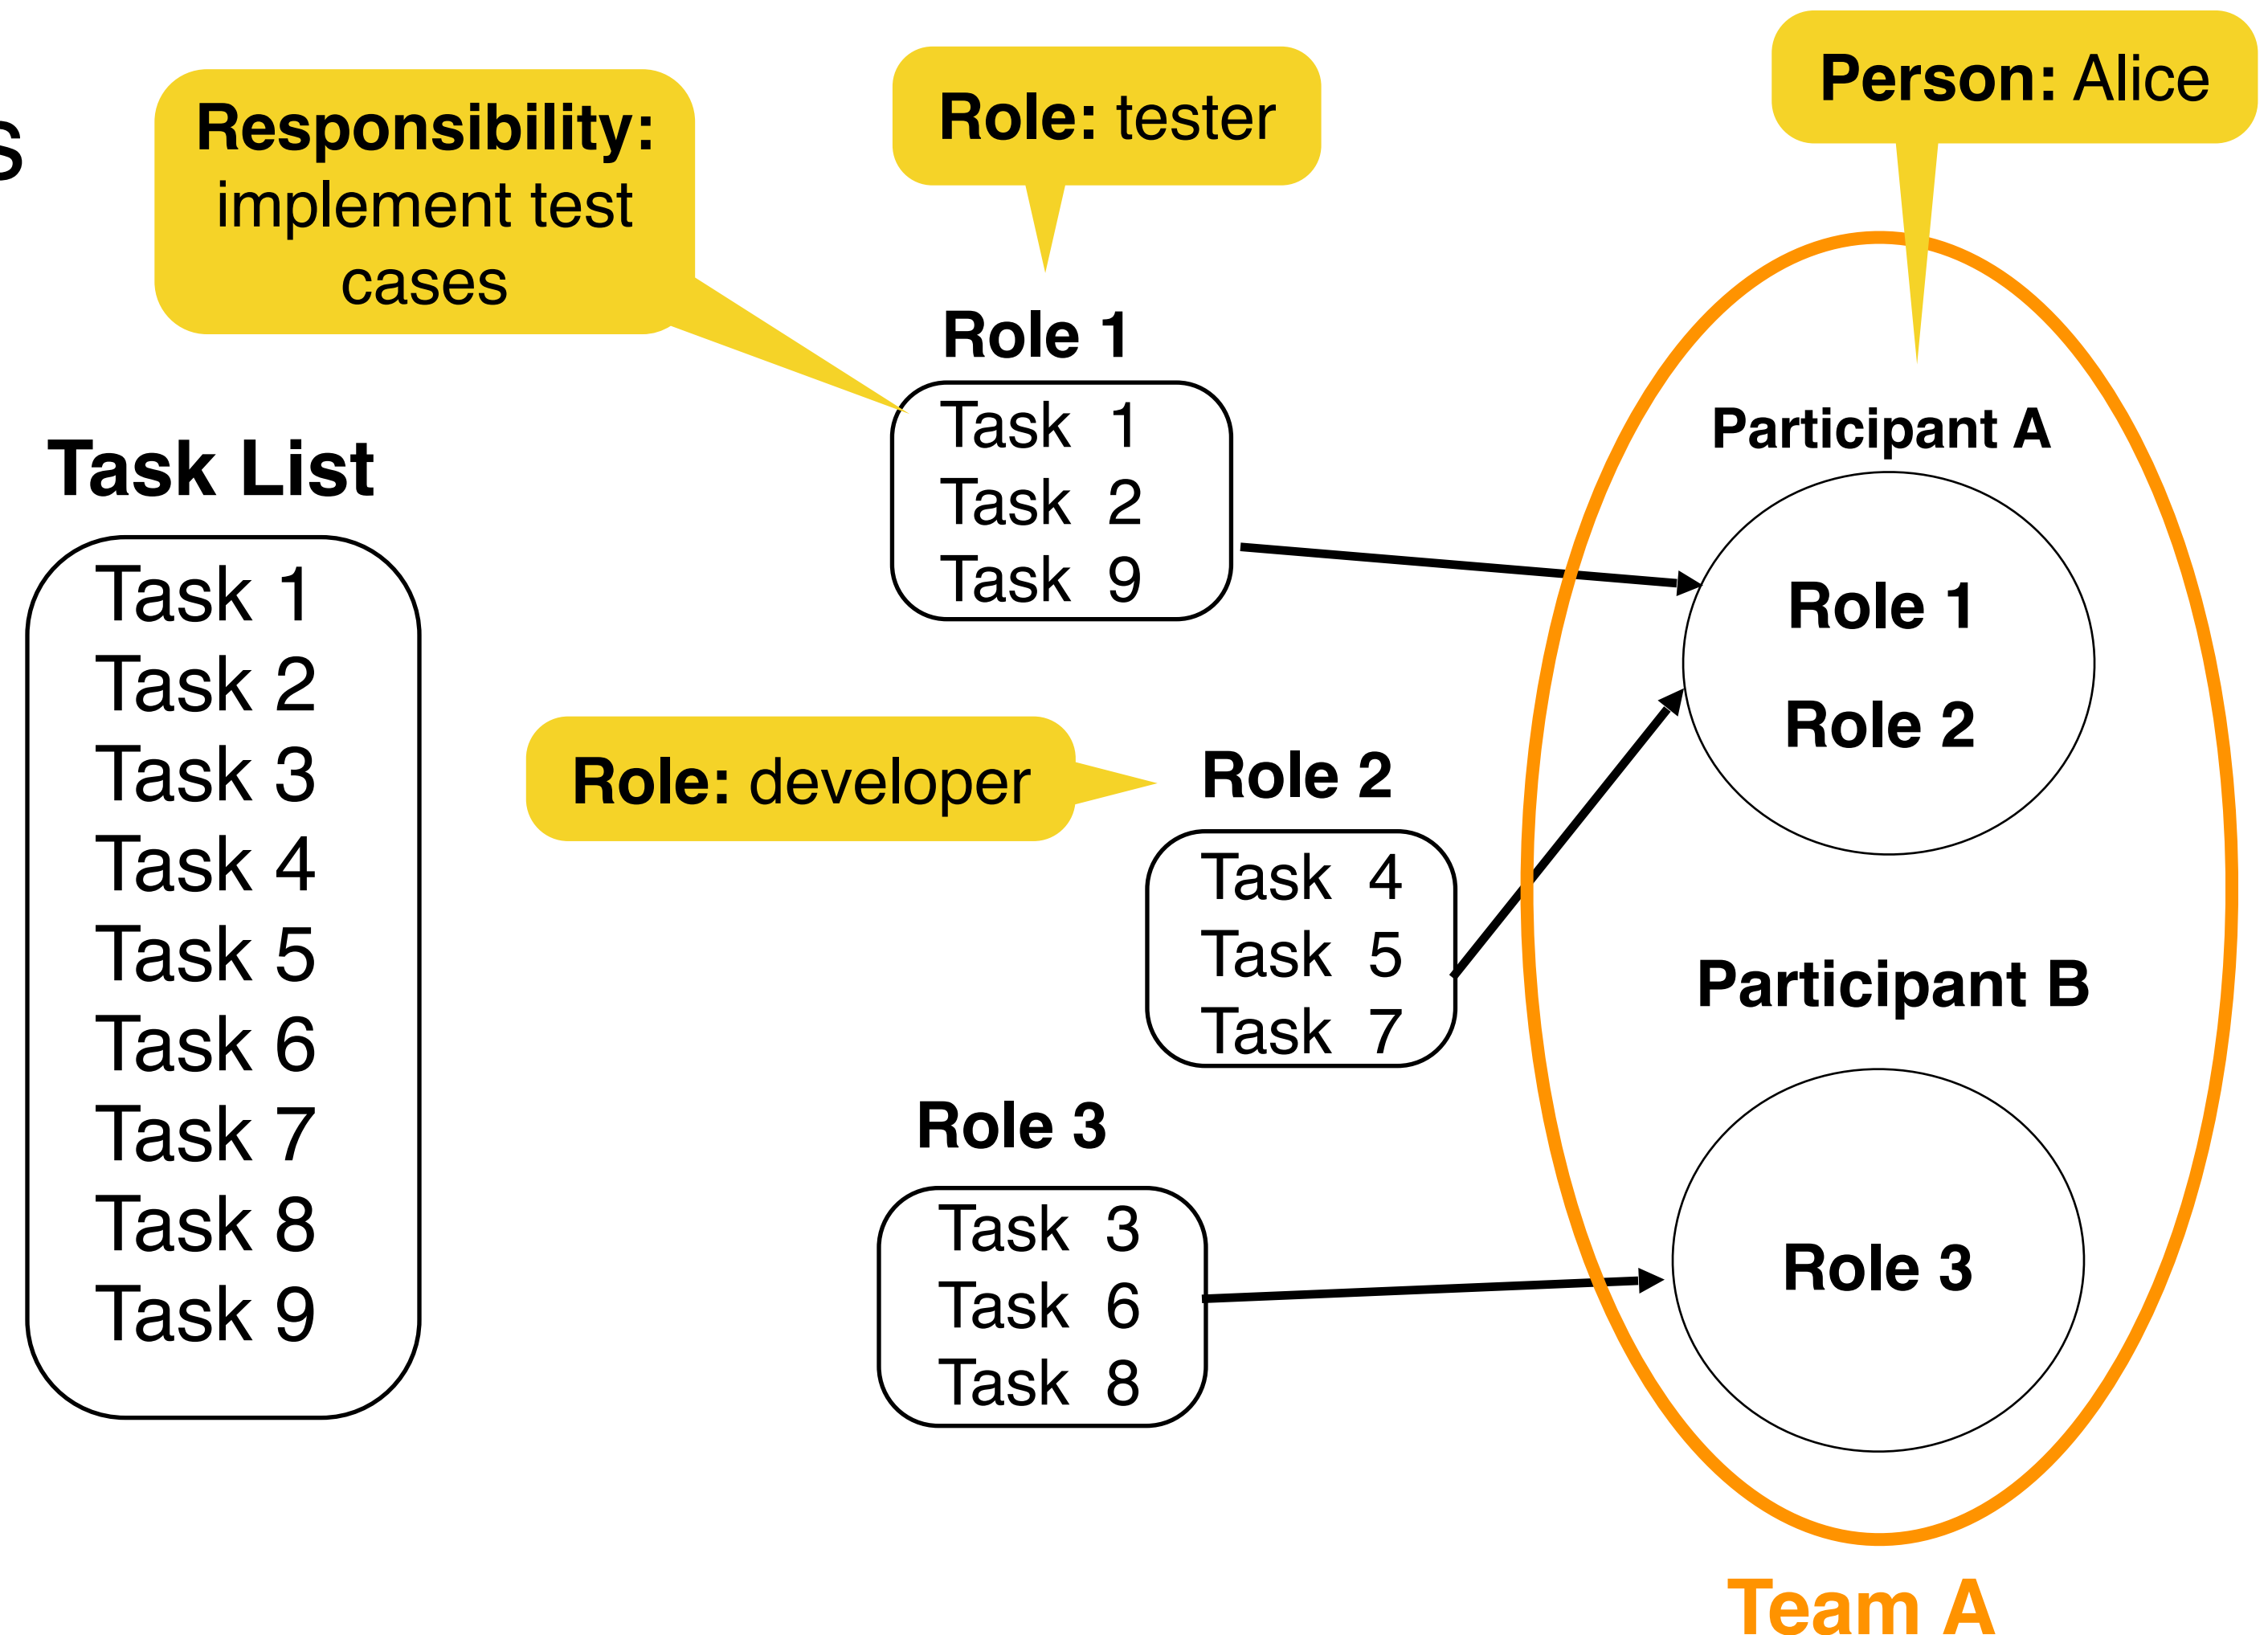 s
Responsibility:
implement test
cases
Role: tester
Person: Alice
Task List
Task 1
Task 2
Task 3
Task 4
Task 5
Task 6
Task 7
Task 8
Task 9
Role 1
Task 1
Task 2
Task 9
Role: developer
Role 2
Task 4
Task 5
Task 7
Role 3
Task 3
Task 6
Task 8
Participant A
Role 1
Role 2
Participant B
Role 3
Team A